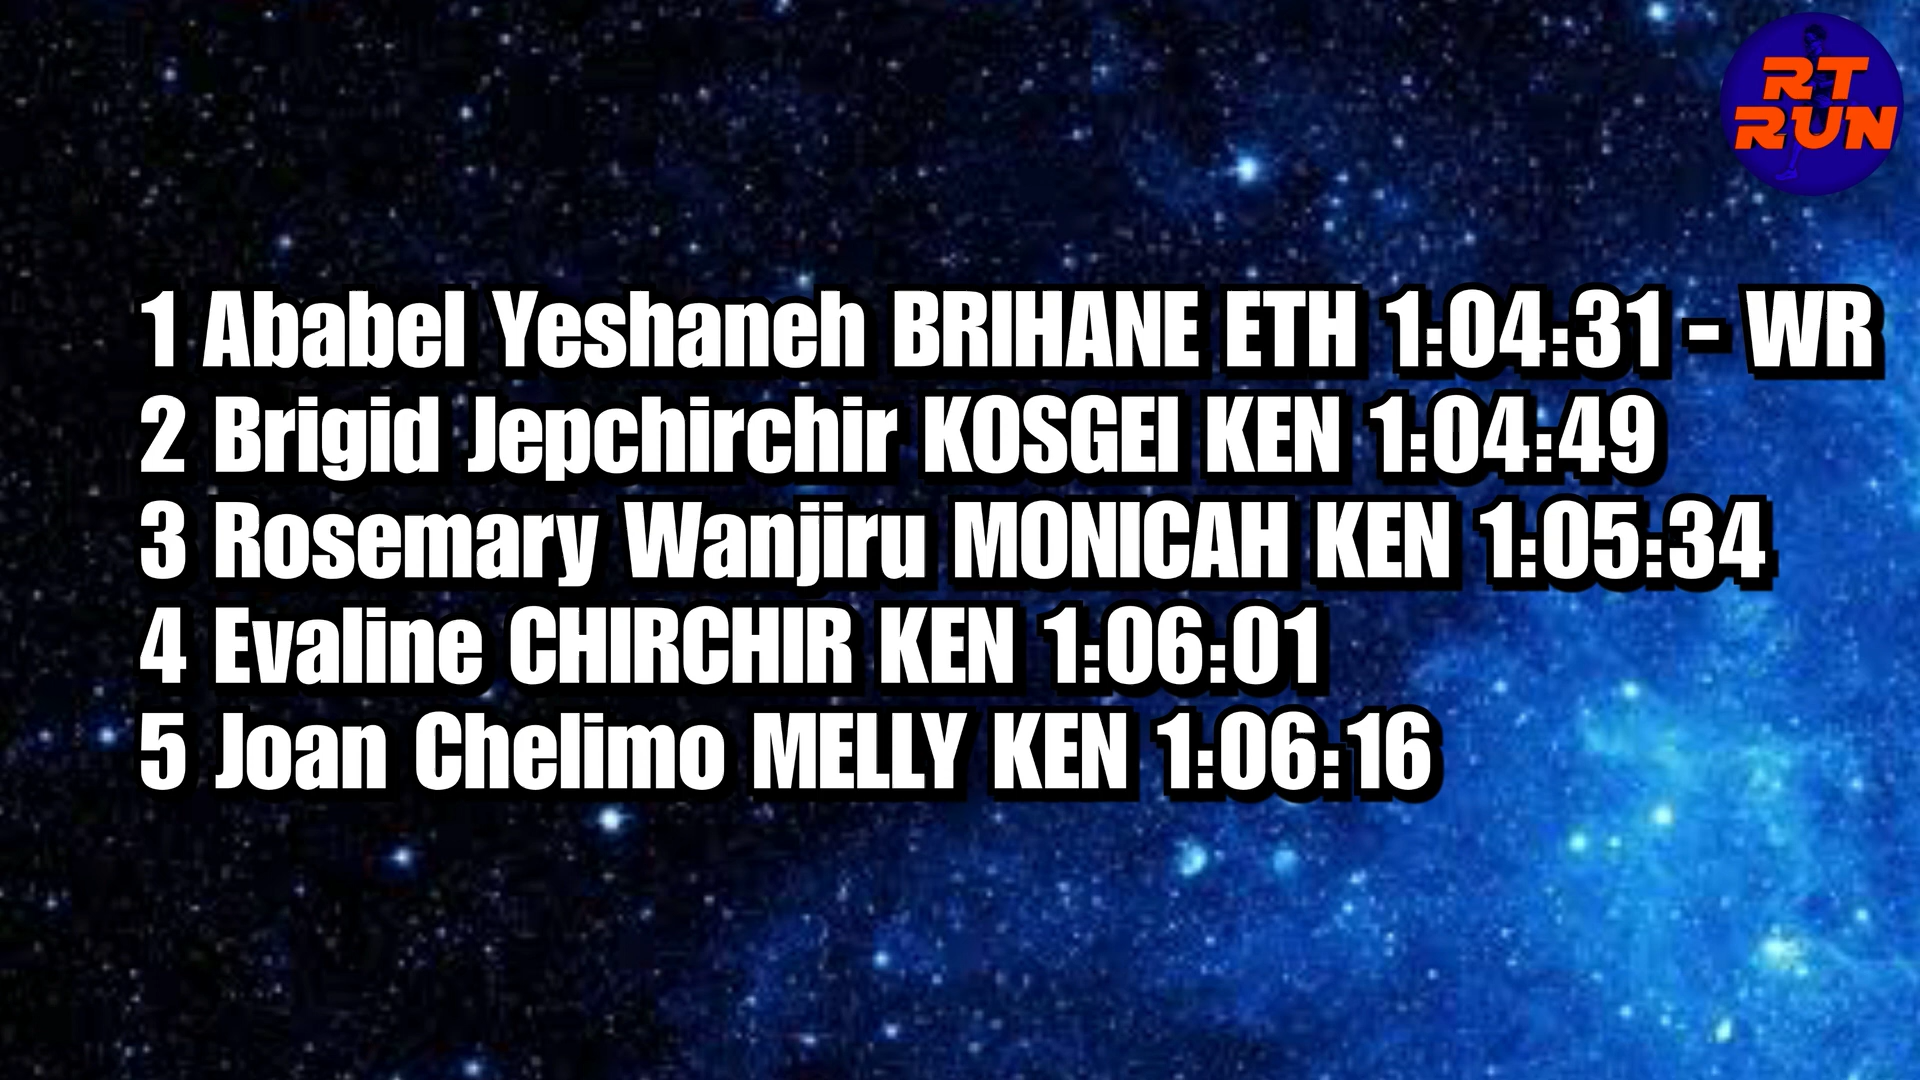 RT
RUN
1 Ababel Yeshaneh BRIHANE ETH 1:04:31 - WR
2 Brigid Jepchirchir KOSGEI KEN 1:04:49
3 Rosemary Wanjiru MONICAH KEN 1:05:34
4 Evaline CHIRCHIR KEN 1:06:01
5 Joan Chelimo MELLY KEN 1:06:16